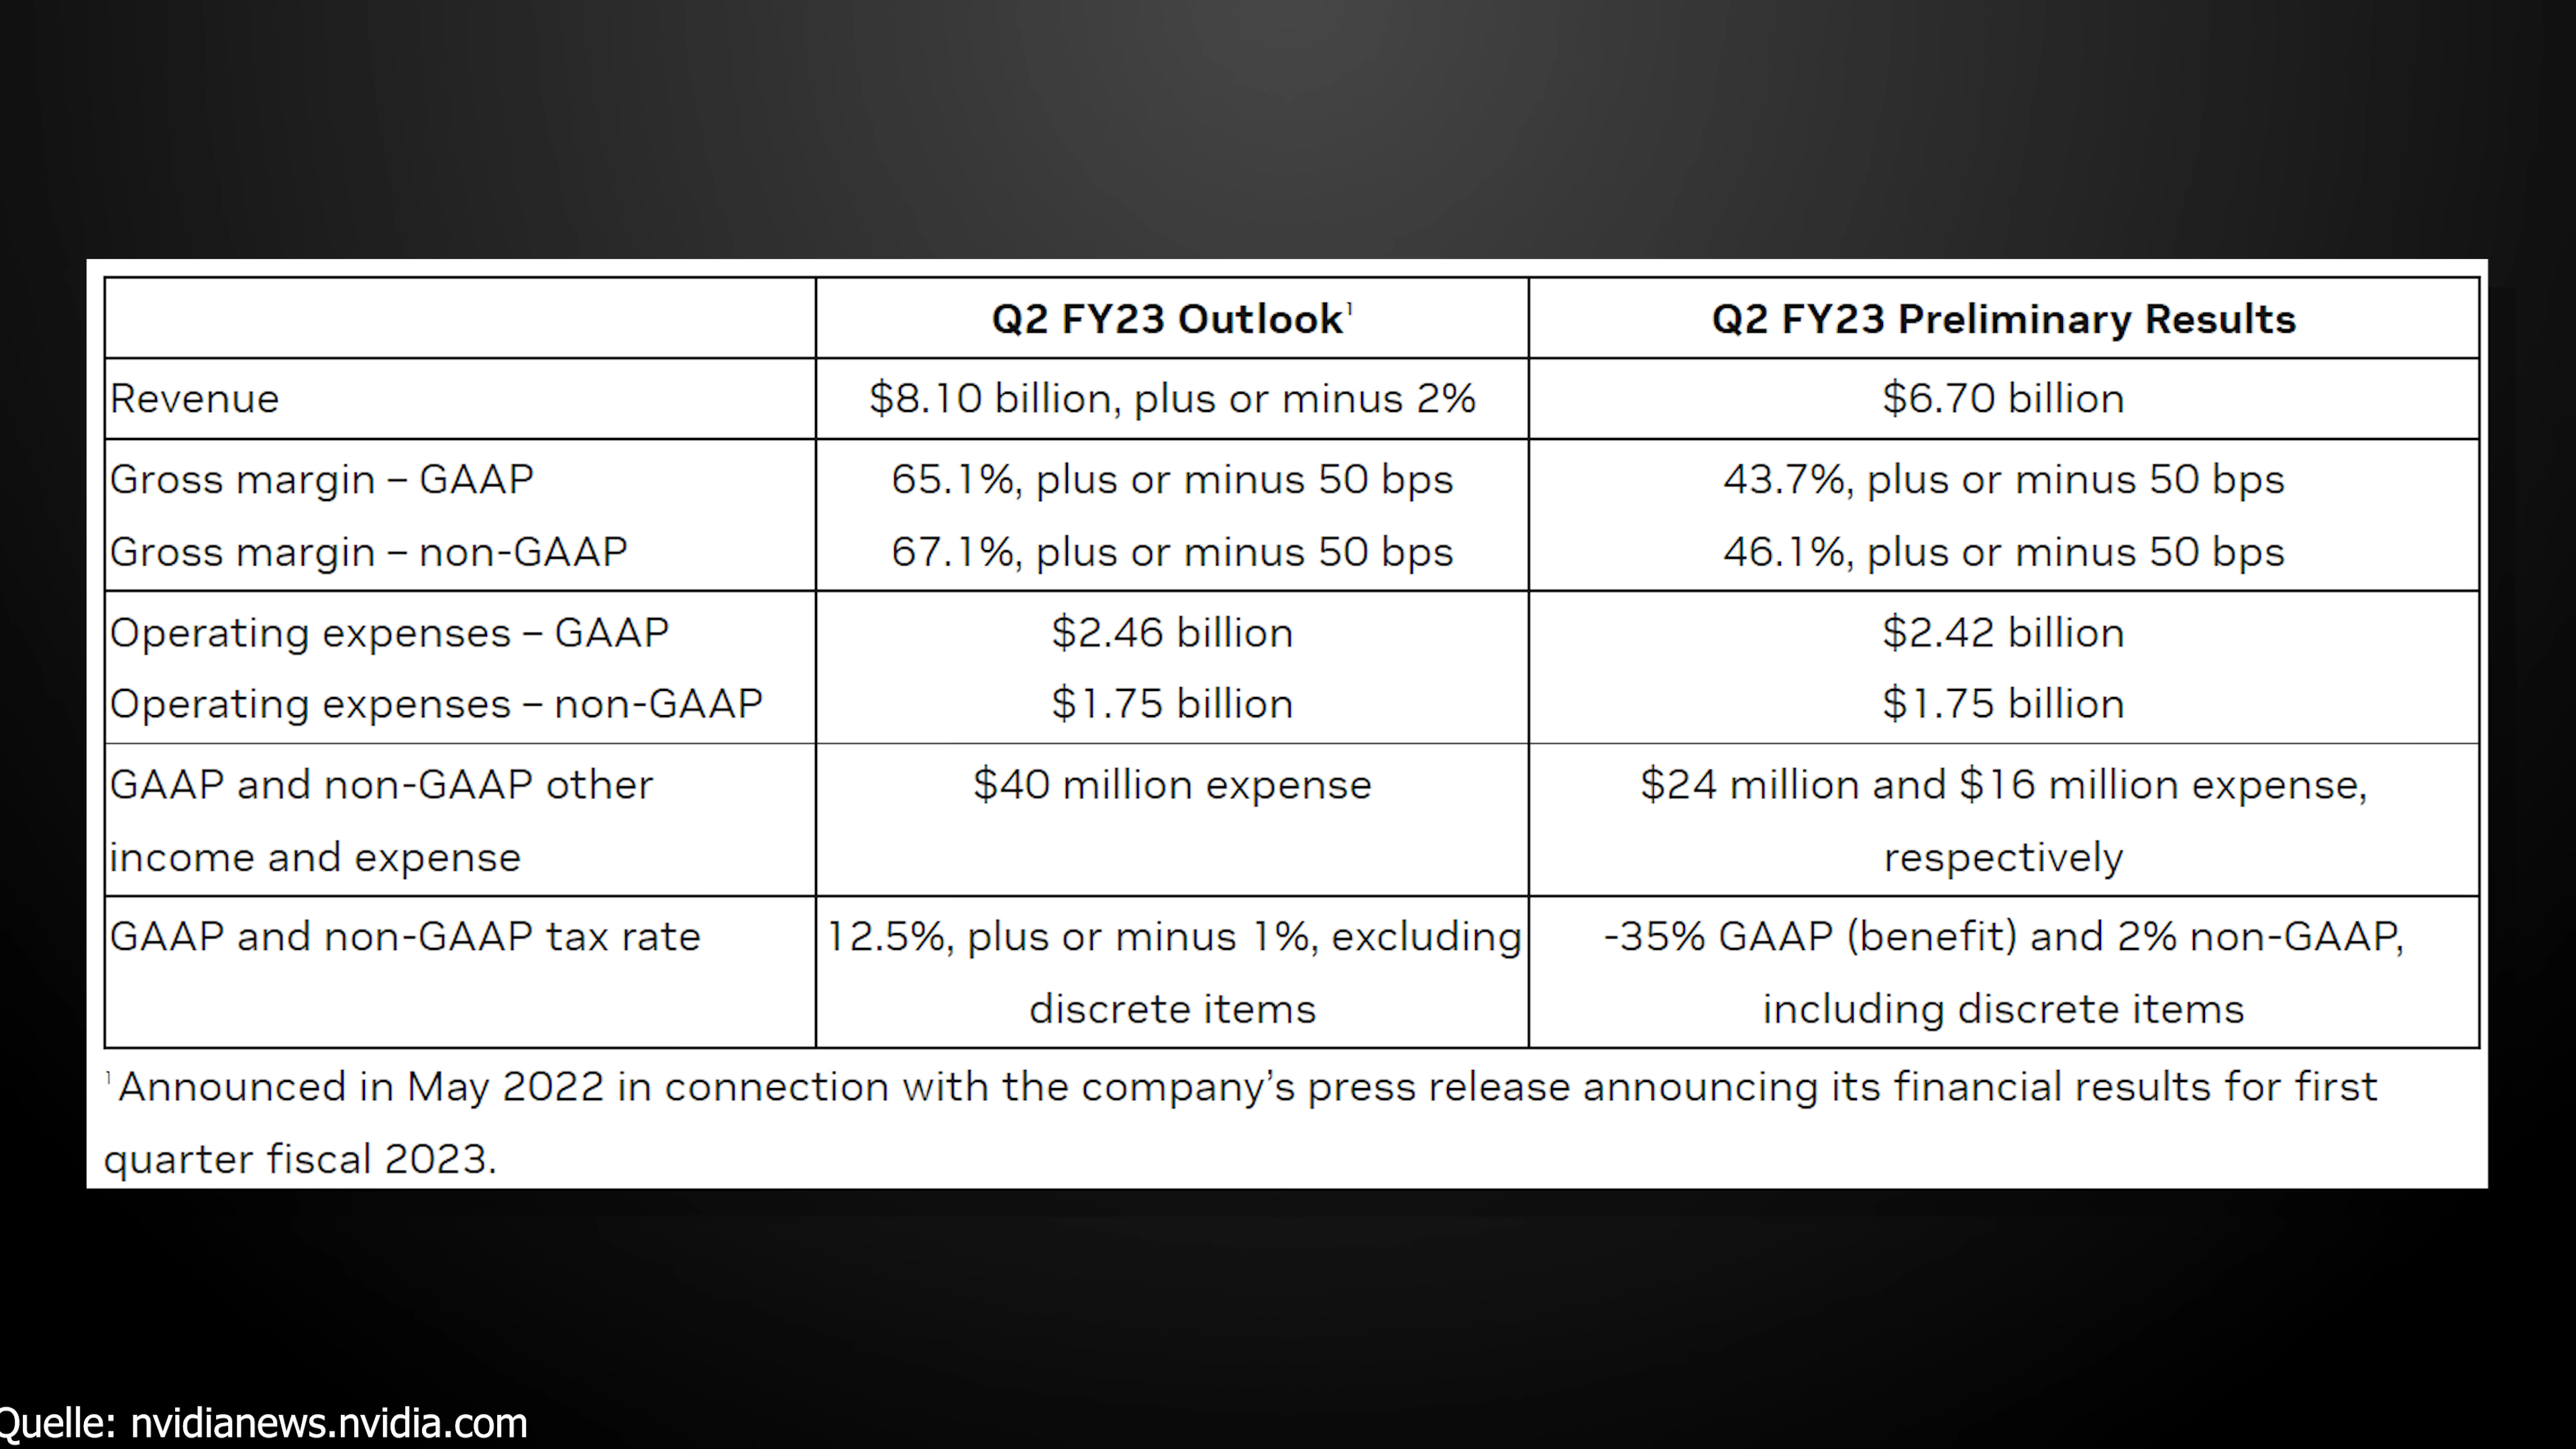 Q2 FY23 Outlook¹ Q2 FY23 Preliminary Results
Revenue $8.10 billion, plus or minus 2% $6.70 billion
Gross margin – GAAP 65.1%, plus or minus 50 bps 43.7%, plus or minus 50 bps
Gross margin – non-GAAP 67.1%, plus or minus 50 bps 46.1%, plus or minus 50 bps
Operating expenses – GAAP $2.46 billion $2.42 billion
Operating expenses – non-GAAP $1.75 billion $1.75 billion
GAAP and non-GAAP other $40 million expense $24 million and $16 million expense,
income and expense respectively
GAAP and non-GAAP tax rate 12.5%, plus or minus 1%, excluding -35% GAAP (benefit) and 2% non-GAAP,
discrete items including discrete items
¹ Announced in May 2022 in connection with the company’s press release announcing its financial results for first
quarter fiscal 2023.
Quelle: nvidianews.nvidia.com